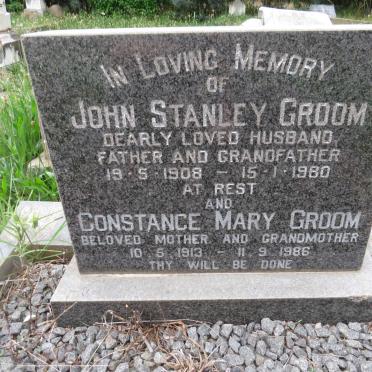 IN LOVING MEMORY
OF
JOHN STANLEY GROOM
DEARLY LOVED HUSBAND,
FATHER AND GRANDFATHER
19·5·1908 — 15·1·1980
AT REST
AND
CONSTANCE MARY GROOM
BELOVED MOTHER AND GRANDMOTHER
10·5·1913 — 11·9·1986
THY WILL BE DONE